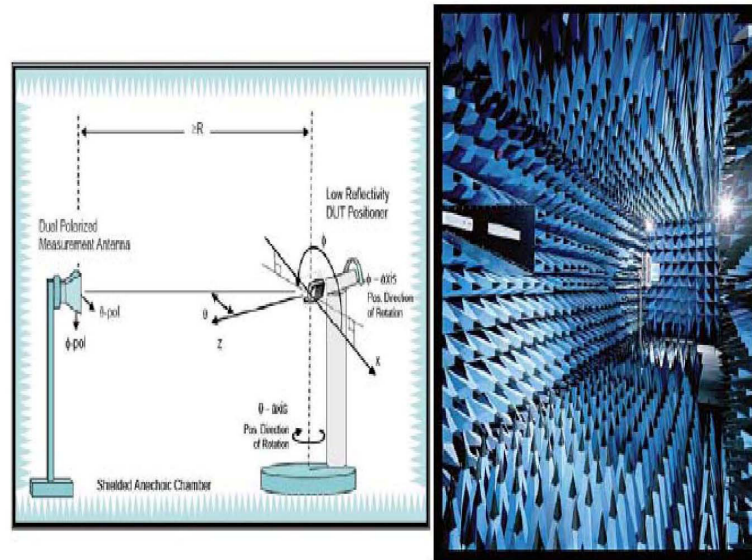 ≥R
Low Reflectivity
DUT Positioner
Dual Polarized
Measurement Antenna
ϕ
ϕ - axis
Pos. Direction
of Rotation
θ-pol
ϕ-pol
θ
Z
X
θ - axis
Pos. Direction
of Rotation
Shielded Anechoic Chamber